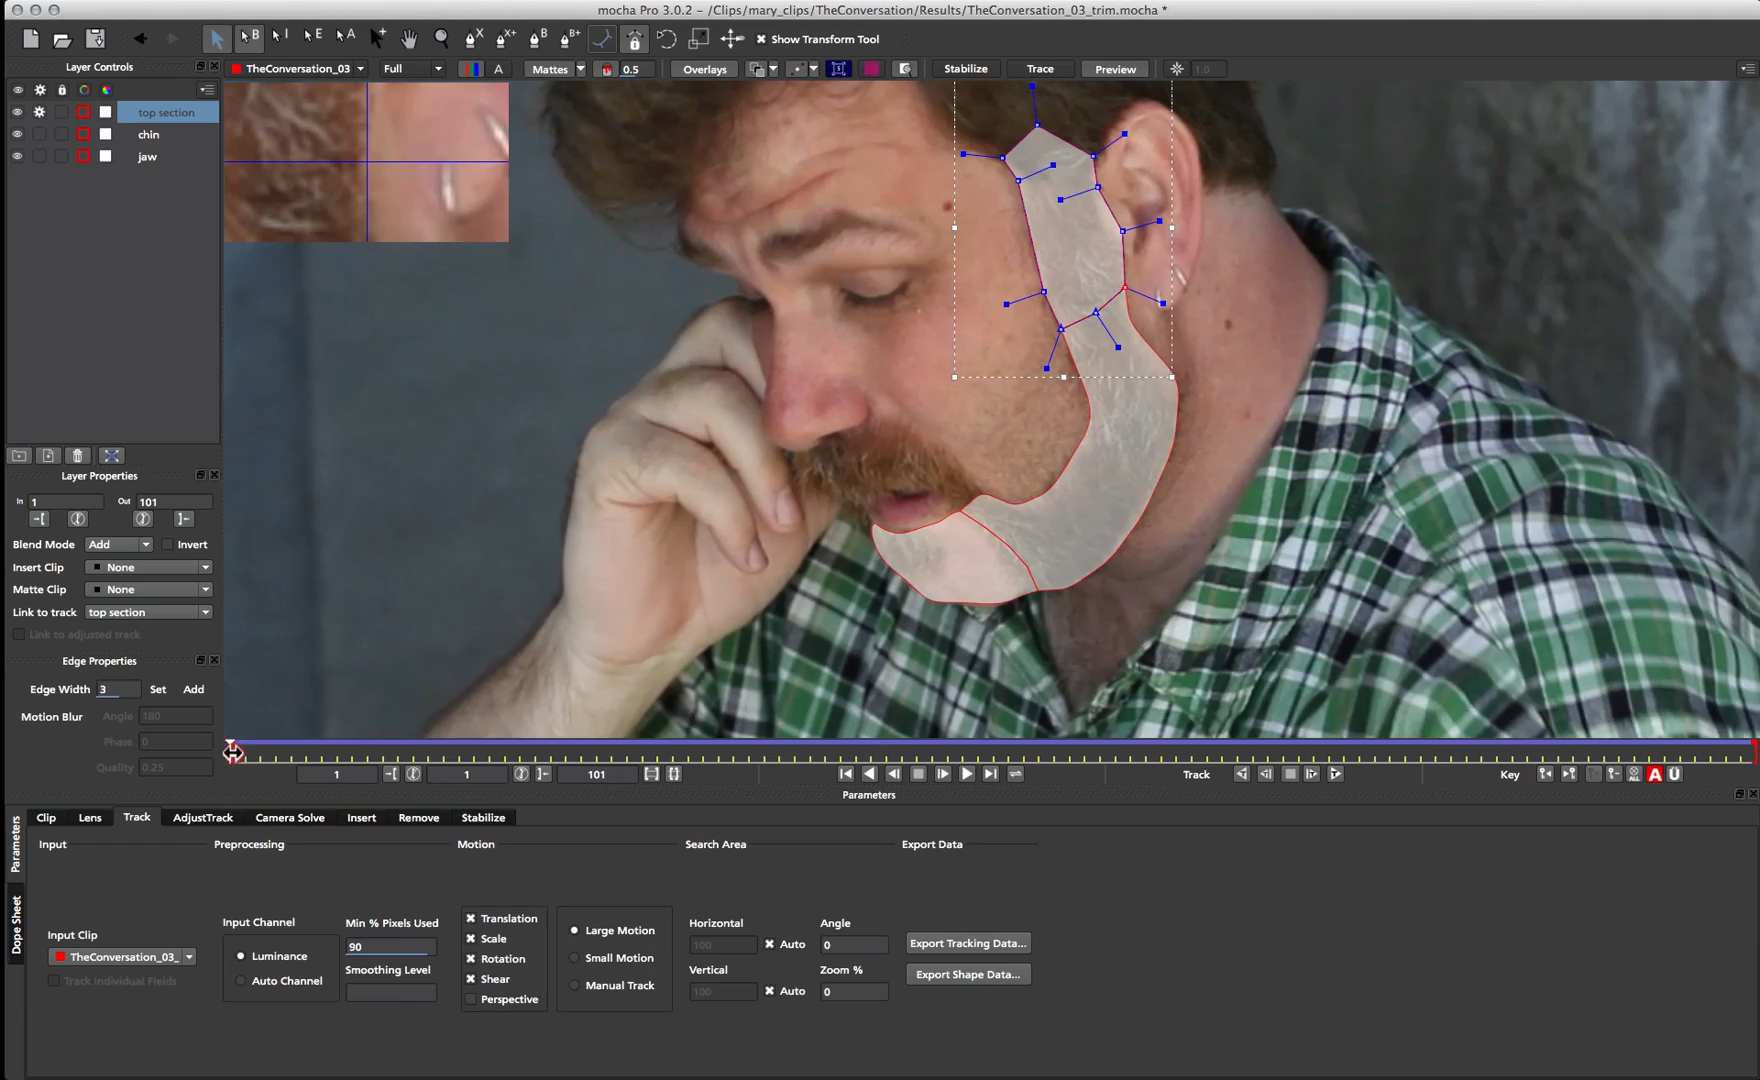 mocha Pro 3.0.2 - /Clips/mary_clips/TheConversation/Results/TheConversation_03_trim.mocha *
B I E A X X+ B B+ Show Transform Tool
Layer Controls
TheConversation_03 Full A Mattes 0.5 Overlays Stabilize Trace Preview 1.0
top section
chin
jaw
Layer Properties
In 1 Out 101
Blend Mode Add Invert
Insert Clip None
Matte Clip None
Link to track top section
Link to adjusted track
Edge Properties
Edge Width 3 Set Add
Motion Blur Angle 180
Phase 0
Quality 0.25
1 1 101 Track Key ALL A Ü
Parameters
Parameters
Dope Sheet
Clip Lens Track AdjustTrack Camera Solve Insert Remove Stabilize
Input Preprocessing Motion Search Area Export Data
Input Clip
TheConversation_03_
Track Individual Fields
Input Channel
Luminance
Auto Channel
Min % Pixels Used
90
Smoothing Level
Translation
Scale
Rotation
Shear
Perspective
Large Motion
Small Motion
Manual Track
Horizontal
100 Auto
Vertical
100 Auto
Angle
0
Zoom %
0
Export Tracking Data...
Export Shape Data...